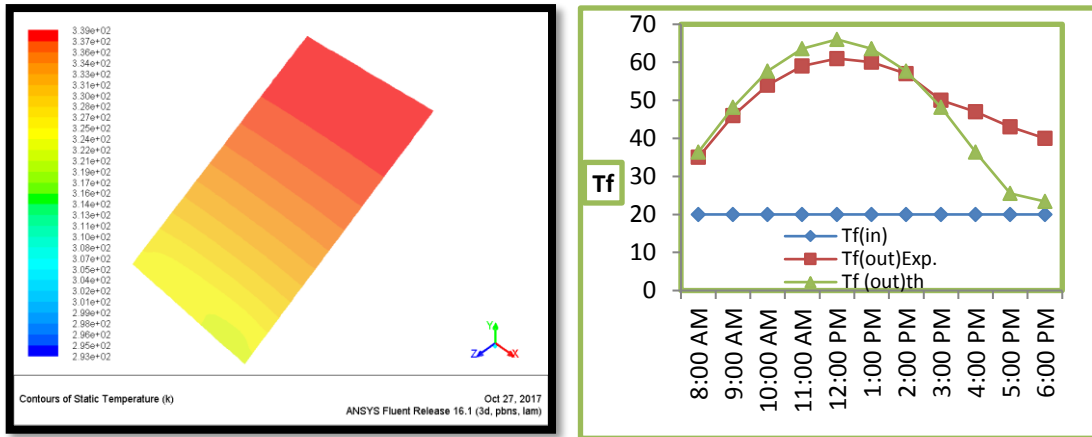 3.39e+02
3.37e+02
3.36e+02
3.34e+02
3.33e+02
3.31e+02
3.30e+02
3.28e+02
3.27e+02
3.25e+02
3.24e+02
3.22e+02
3.21e+02
3.19e+02
3.17e+02
3.16e+02
3.14e+02
3.13e+02
3.11e+02
3.10e+02
3.08e+02
3.07e+02
3.05e+02
3.04e+02
3.02e+02
3.01e+02
2.99e+02
2.98e+02
2.96e+02
2.95e+02
2.93e+02
Y
Z
X
Contours of Static Temperature (k)
Oct 27, 2017
ANSYS Fluent Release 16.1 (3d, pbns, lam)
70
60
50
40
30
20
10
0
Tf
Tf(in)
Tf(out)Exp.
Tf (out)th
8:00 AM
9:00 AM
10:00 AM
11:00 AM
12:00 PM
1:00 PM
2:00 PM
3:00 PM
4:00 PM
5:00 PM
6:00 PM